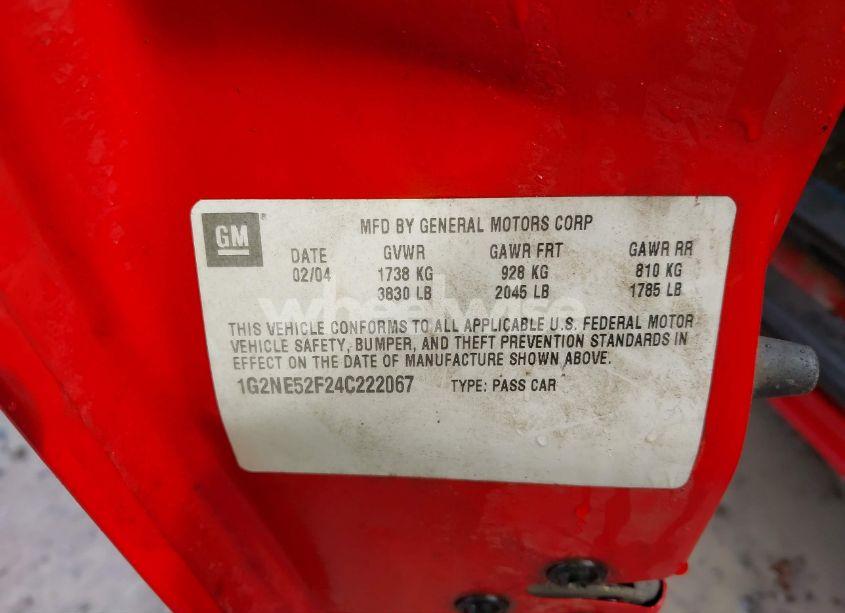 GM ®
MFD BY GENERAL MOTORS CORP
DATE GVWR GAWR FRT GAWR RR
02/04 1738 KG 928 KG 810 KG
3830 LB 2045 LB 1785 LB
THIS VEHICLE CONFORMS TO ALL APPLICABLE U.S. FEDERAL MOTOR
VEHICLE SAFETY, BUMPER, AND THEFT PREVENTION STANDARDS IN
EFFECT ON THE DATE OF MANUFACTURE SHOWN ABOVE.
1G2NE52F24C222067 TYPE: PASS CAR